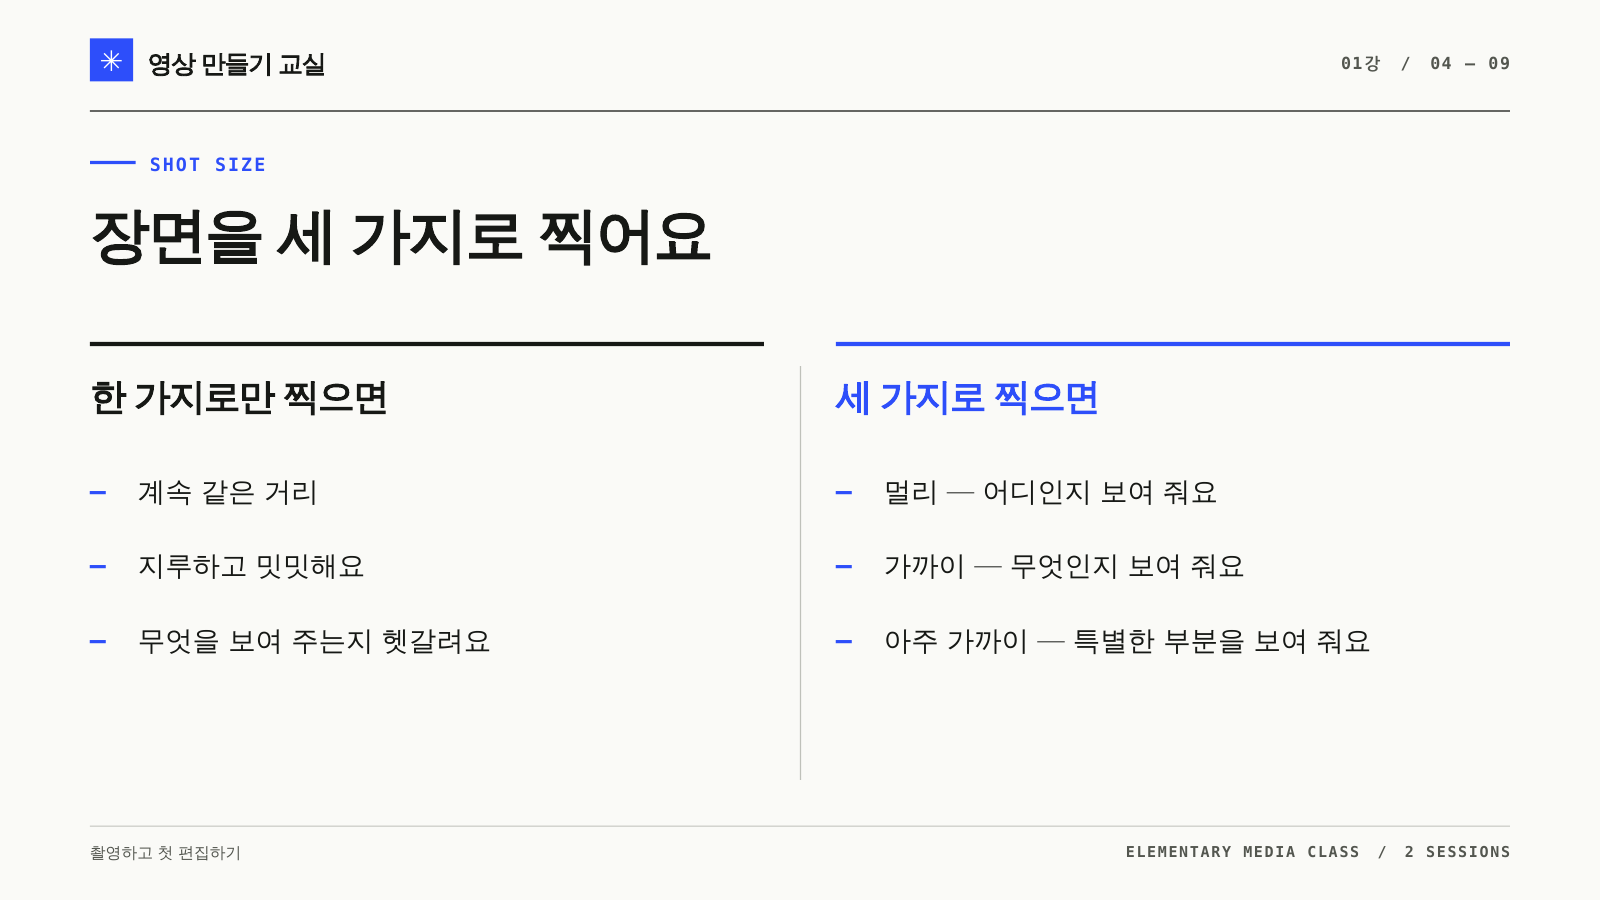 영상 만들기 교실
01강 / 04 — 09
SHOT SIZE
장면을 세 가지로 찍어요
한 가지로만 찍으면
– 계속 같은 거리
– 지루하고 밋밋해요
– 무엇을 보여 주는지 헷갈려요
세 가지로 찍으면
– 멀리 — 어디인지 보여 줘요
– 가까이 — 무엇인지 보여 줘요
– 아주 가까이 — 특별한 부분을 보여 줘요
촬영하고 첫 편집하기
ELEMENTARY MEDIA CLASS / 2 SESSIONS